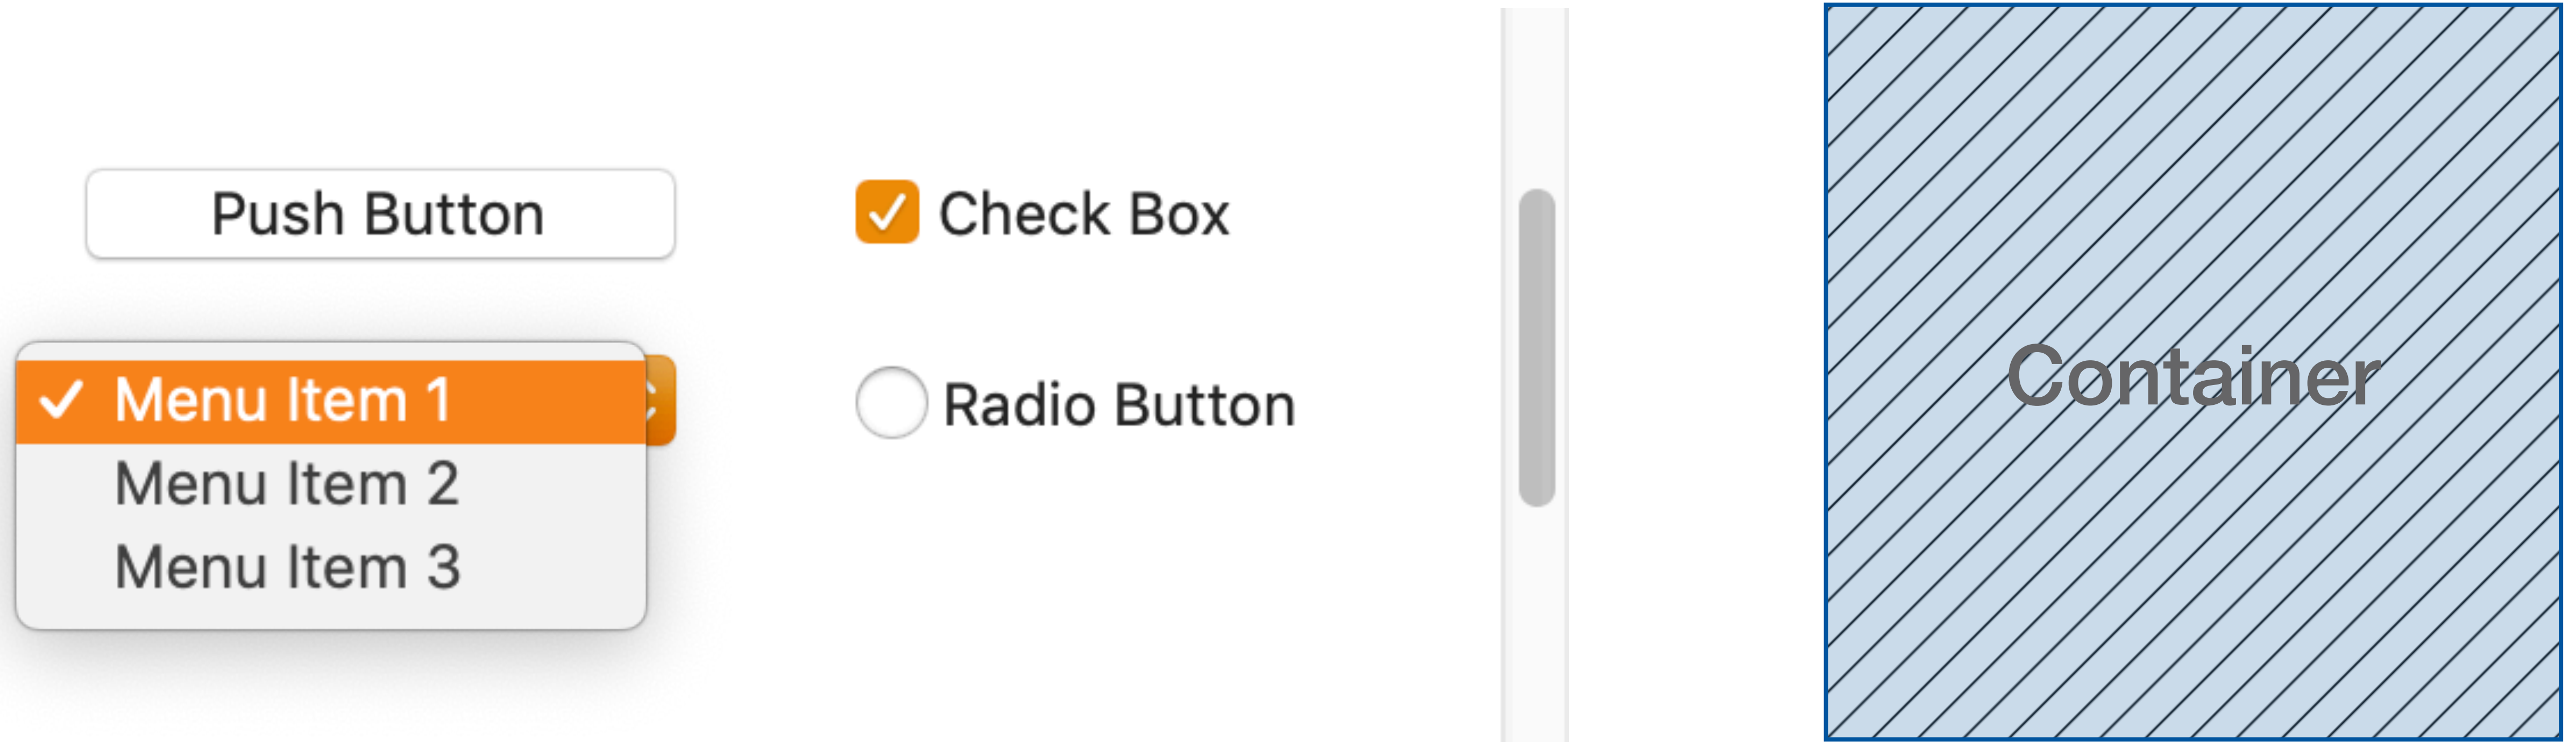 Push Button
Menu Item 1
Menu Item 2
Menu Item 3
Check Box
Radio Button
Container